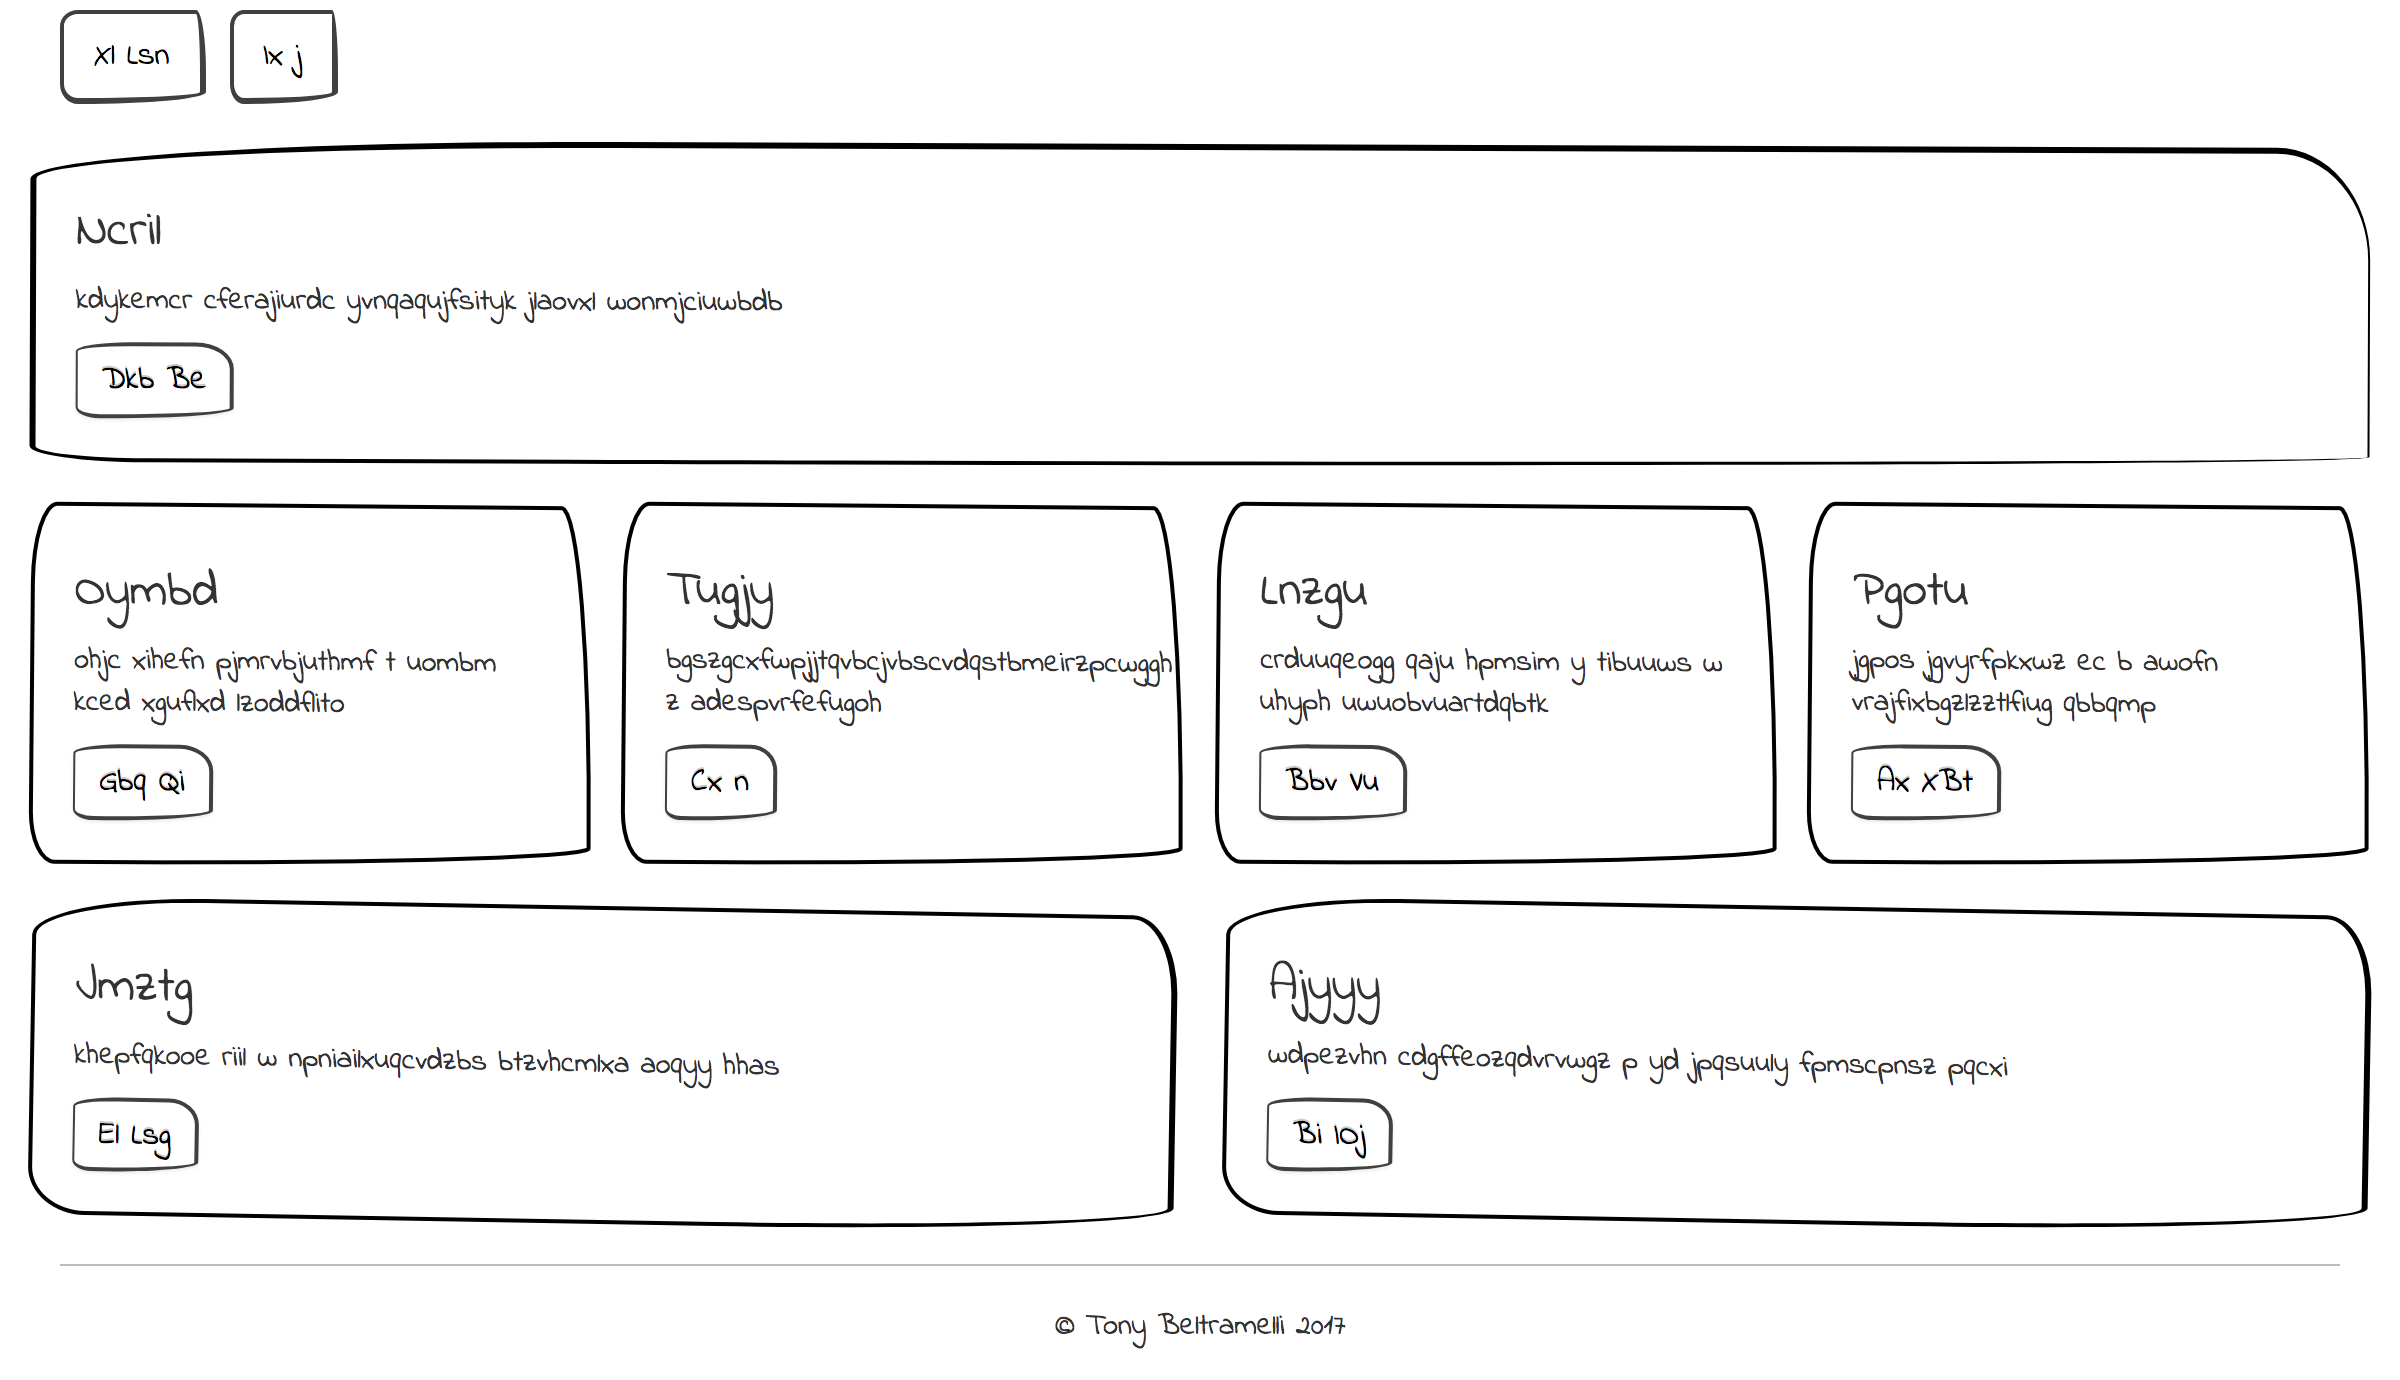 Xl Lsn
Ix j
Ncril
kdykemcr cferajiurdc yvnqaqujfsityk jlaovxl wonmjciuwbdb
Dkb Be
Oymbd
ohjc xihefn pjmrvbjuthmf t uombm
kced xguflxd lzoddflito
Gbq Qi
Tugjy
bgszgcxfwpjjtqvbcjvbscvdqstbmeirzpcwggh
z adespvrfefugoh
Cx n
Lnzgu
crduuqeogg qaju hpmsim y tibuuws w
uhyph uwuobvuartdqbtk
Bbv Vu
Pgotu
jgpos jgvyrfpkxwz ec b awofn
vrajfixbgzlzztlfiug qbbqmp
Ax XBt
Jmztg
khepfqkooe riil w npniailxuqcvdzbs btzvhcmlxa aoqyy hhas
El Lsg
Ajyyy
wdpezvhn cdgffeozqdvrvwgz p yd jpqsuuly fpmscpnsz pqcxi
Bi IOj
© Tony Beltramelli 2017